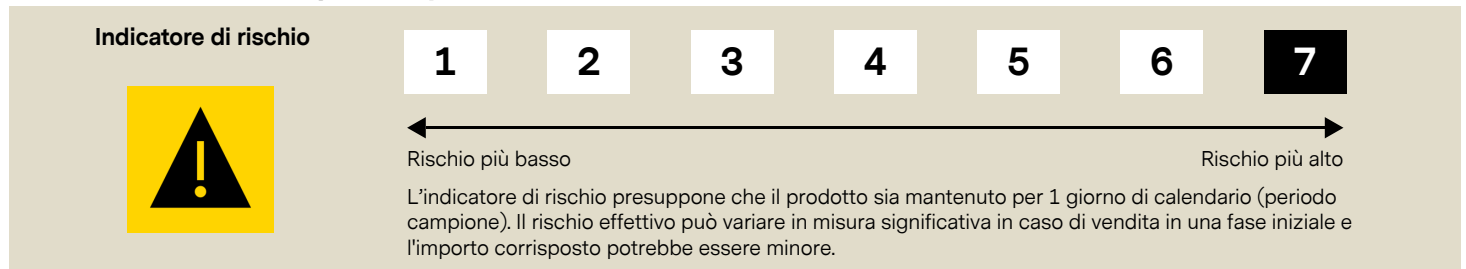 Indicatore di rischio
1 2 3 4 5 6 7
Rischio più basso Rischio più alto
L'indicatore di rischio presuppone che il prodotto sia mantenuto per 1 giorno di calendario (periodo
campione). Il rischio effettivo può variare in misura significativa in caso di vendita in una fase iniziale e
l'importo corrisposto potrebbe essere minore.